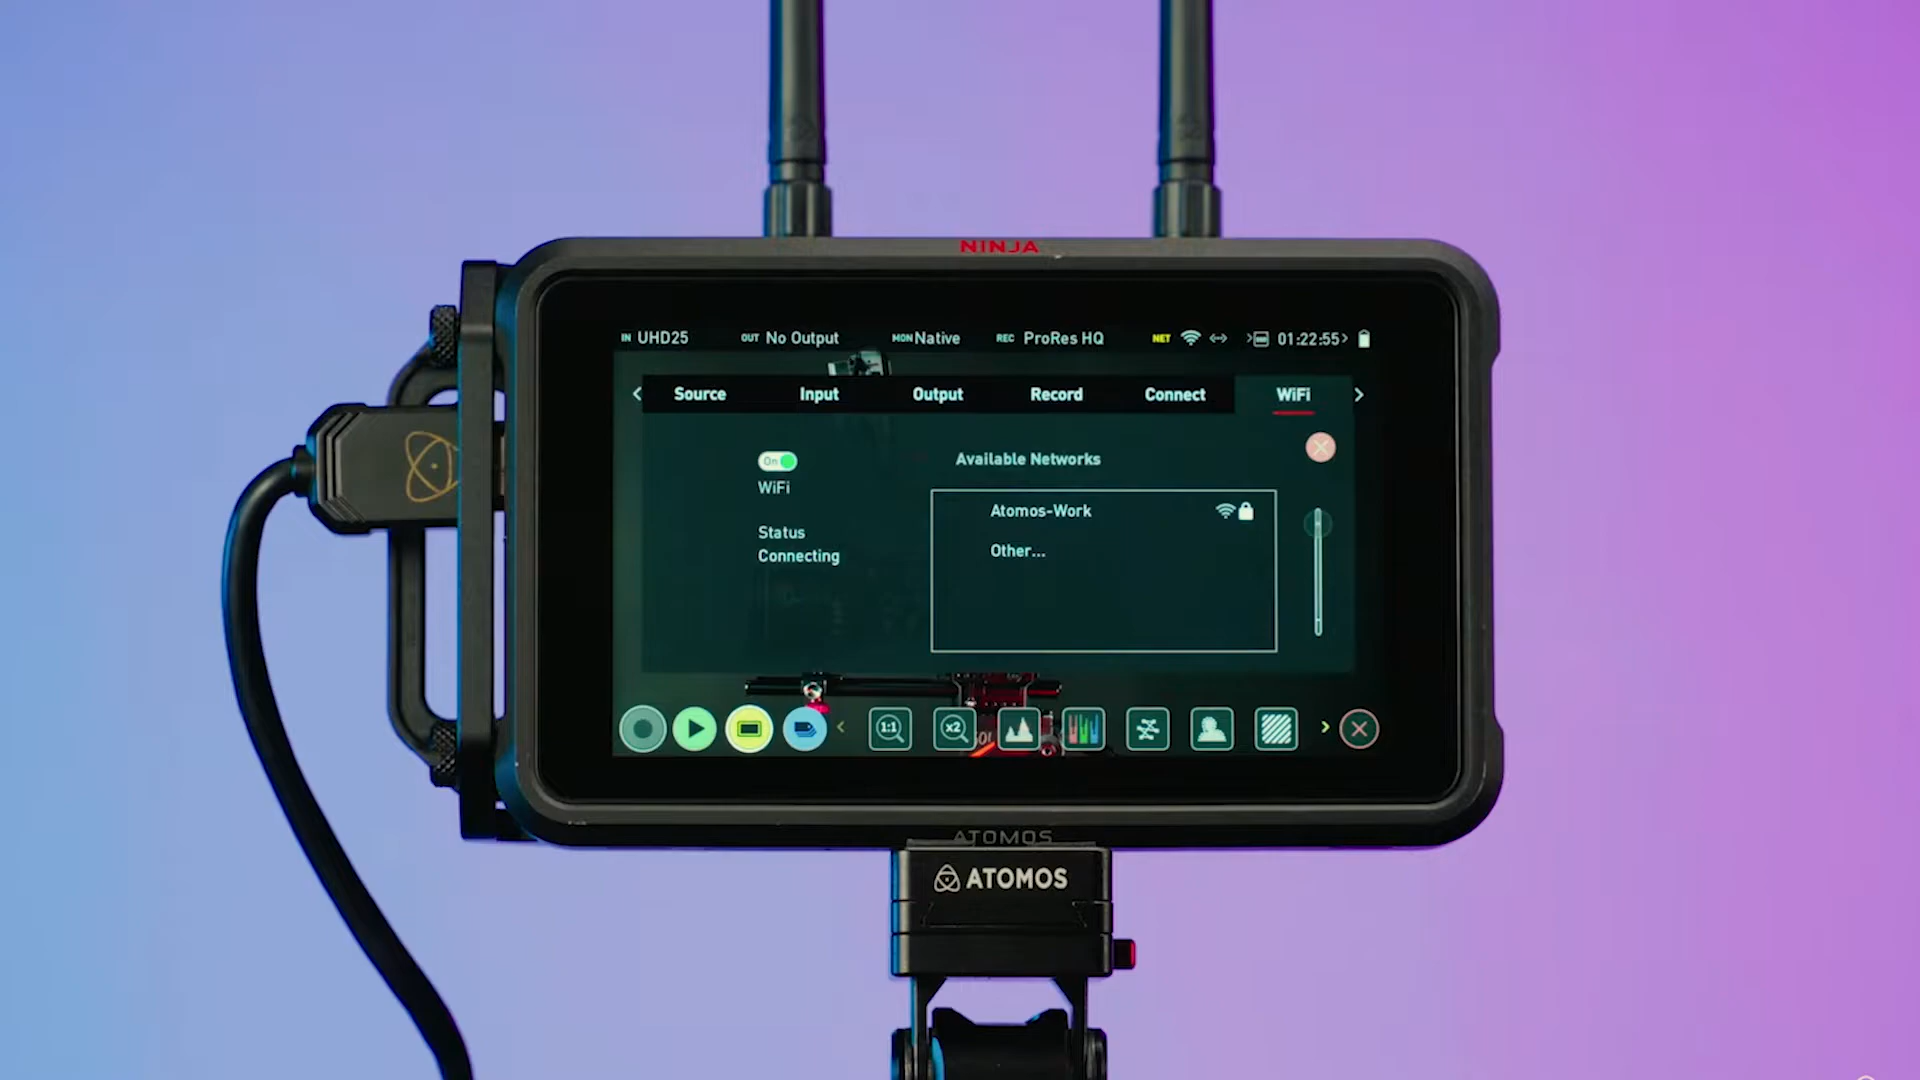 NINJA
IN UHD25 OUT No Output MON Native REC ProRes HQ NET 01:22:55
Source Input Output Record Connect WiFi
On
WiFi
Available Networks
Status
Connecting
Atomos-Work
Other...
1:1
x2
ATOMOS
ATOMOS